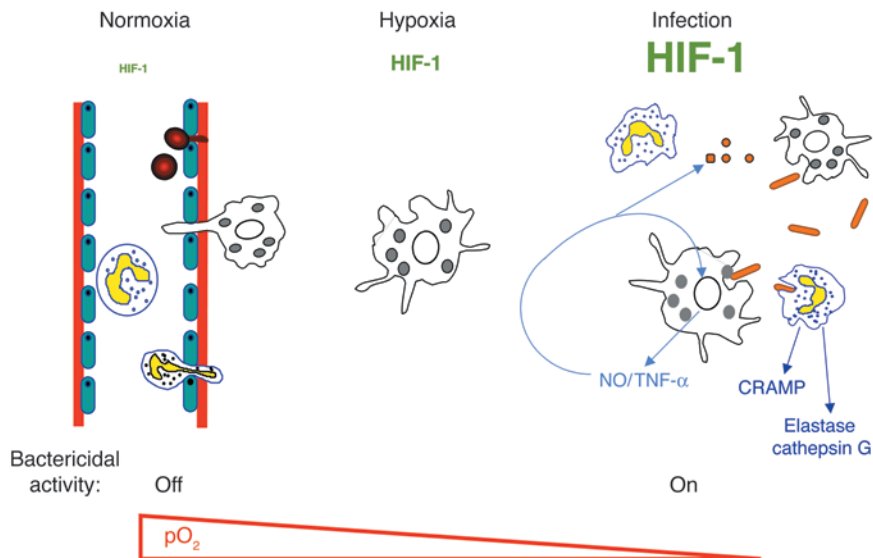 Normoxia
Hypoxia
Infection
HIF-1
HIF-1
HIF-1
NO/TNF-α
CRAMP
Elastase
cathepsin G
Bactericidal
activity:
Off
On
pO₂